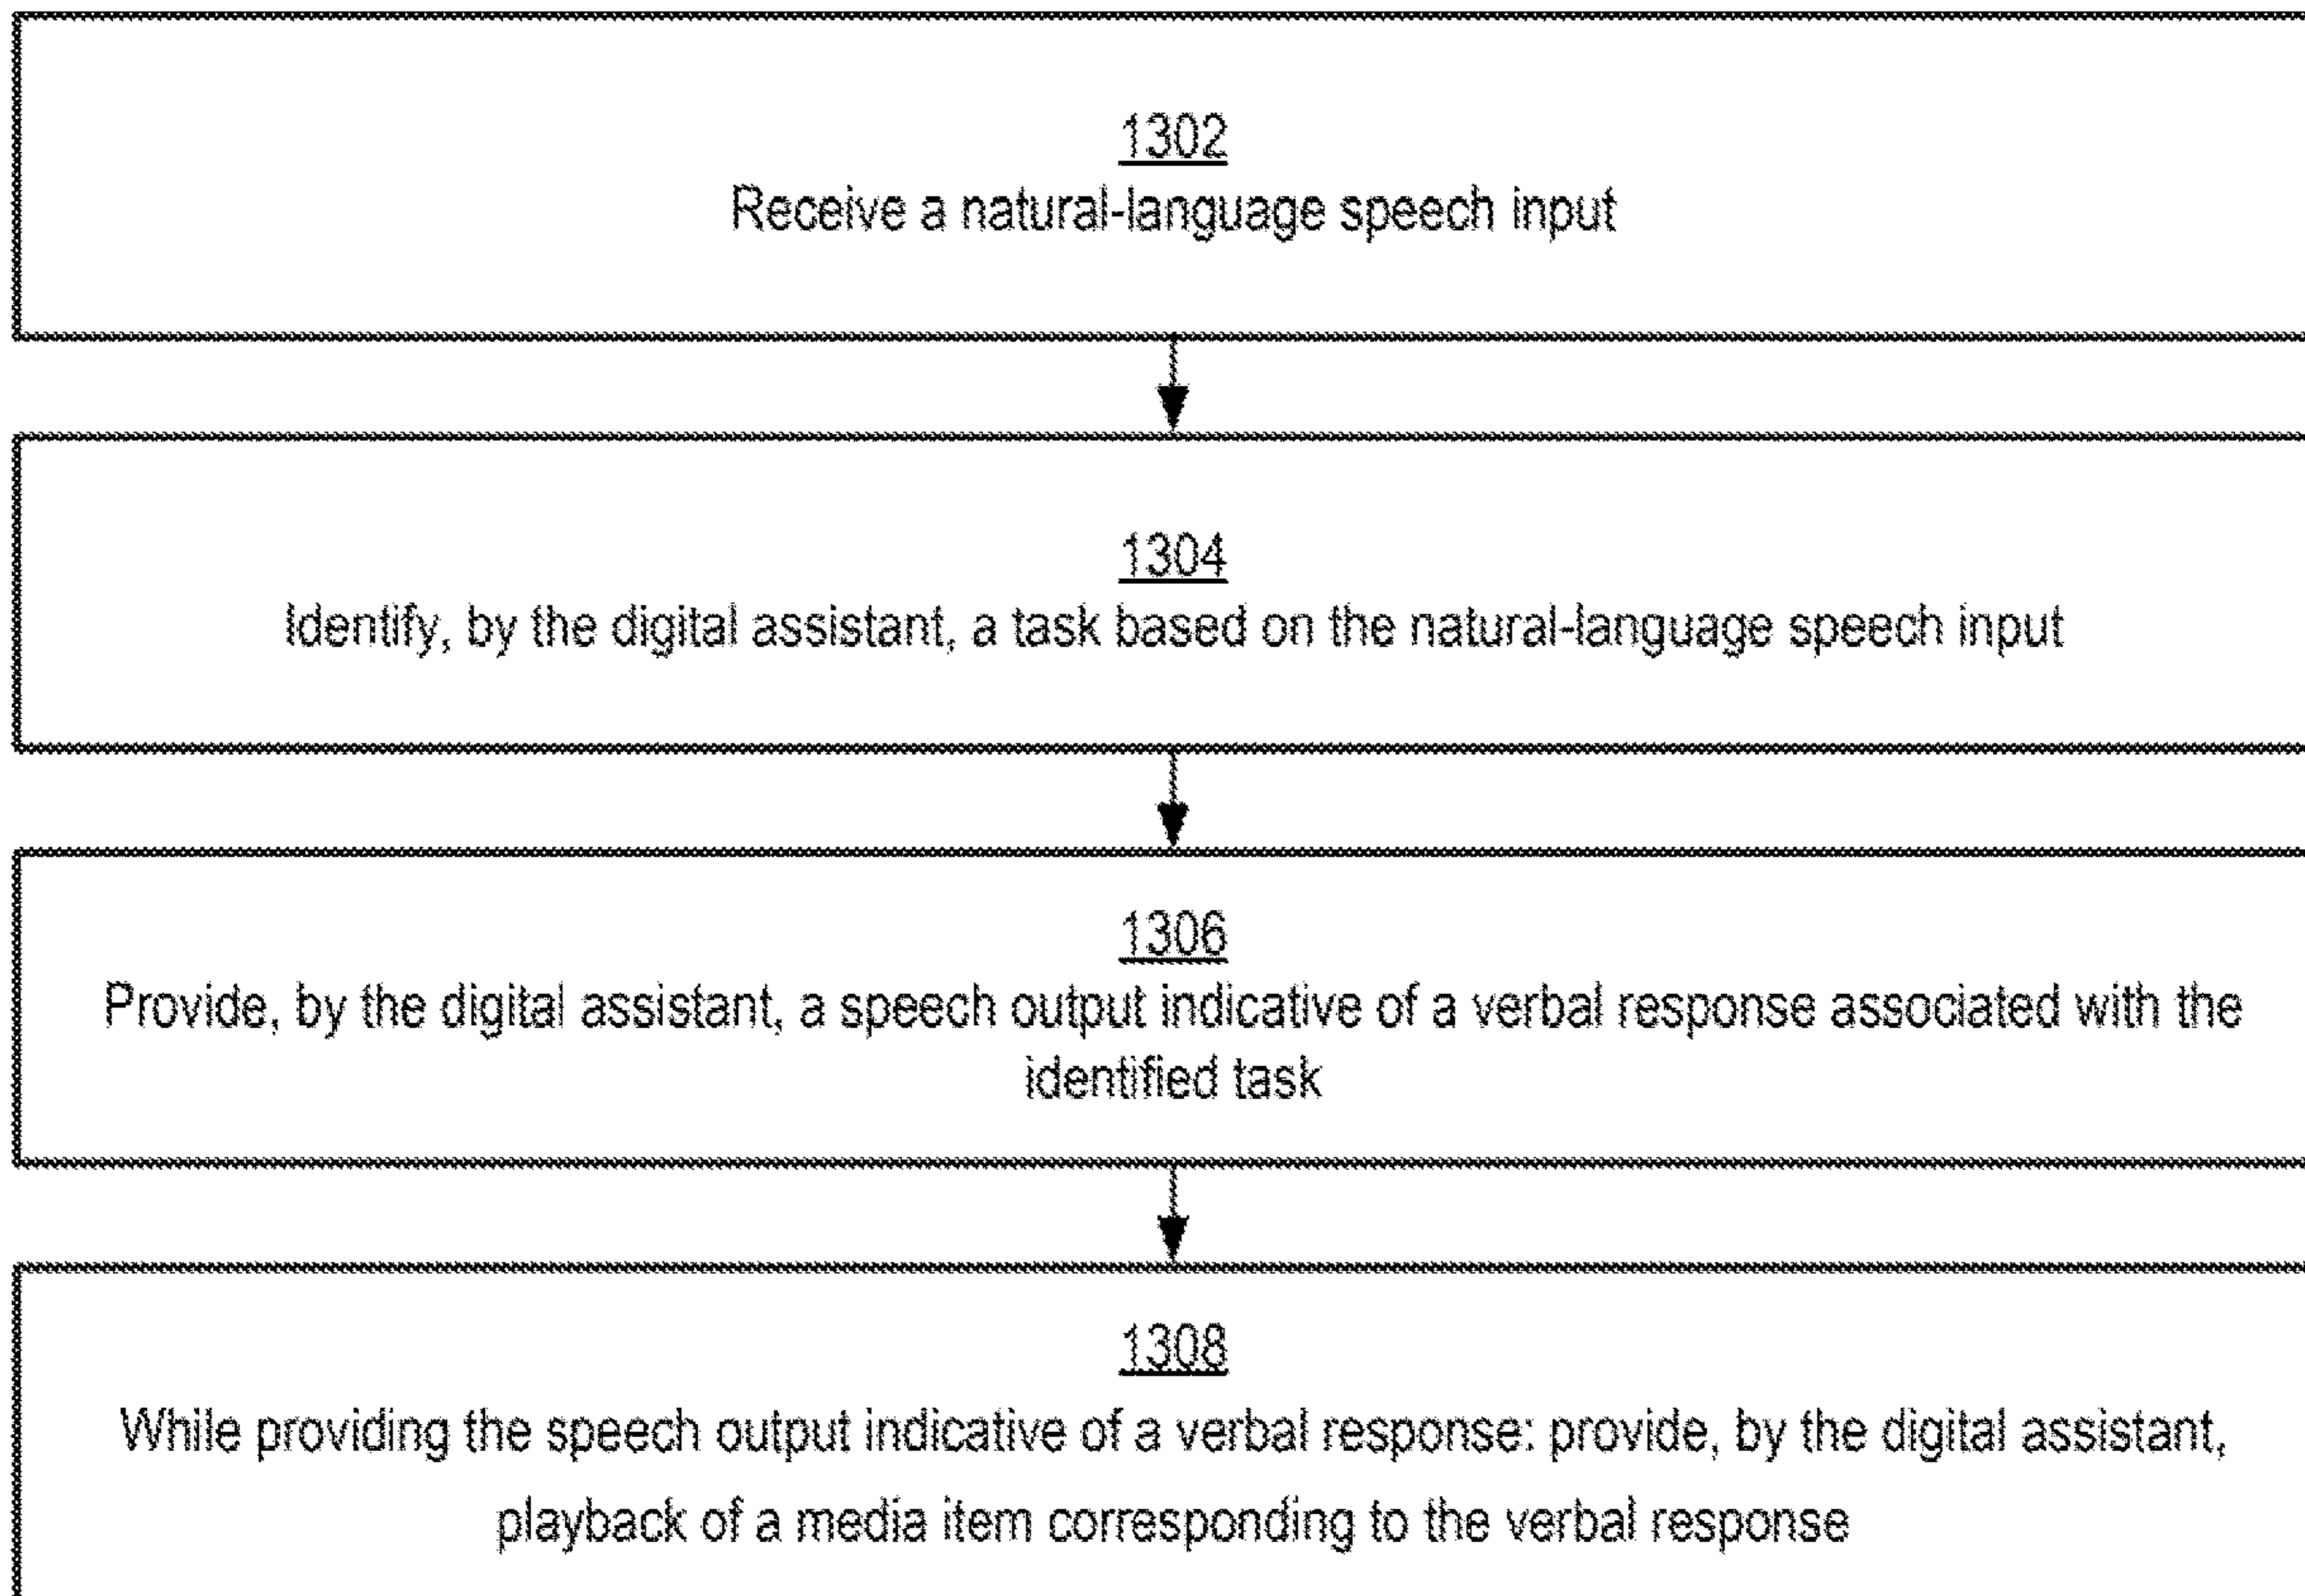 1302
Receive a natural-language speech input
1304
Identify, by the digital assistant, a task based on the natural-language speech input
1306
Provide, by the digital assistant, a speech output indicative of a verbal response associated with the
identified task
1308
While providing the speech output indicative of a verbal response: provide, by the digital assistant,
playback of a media item corresponding to the verbal response